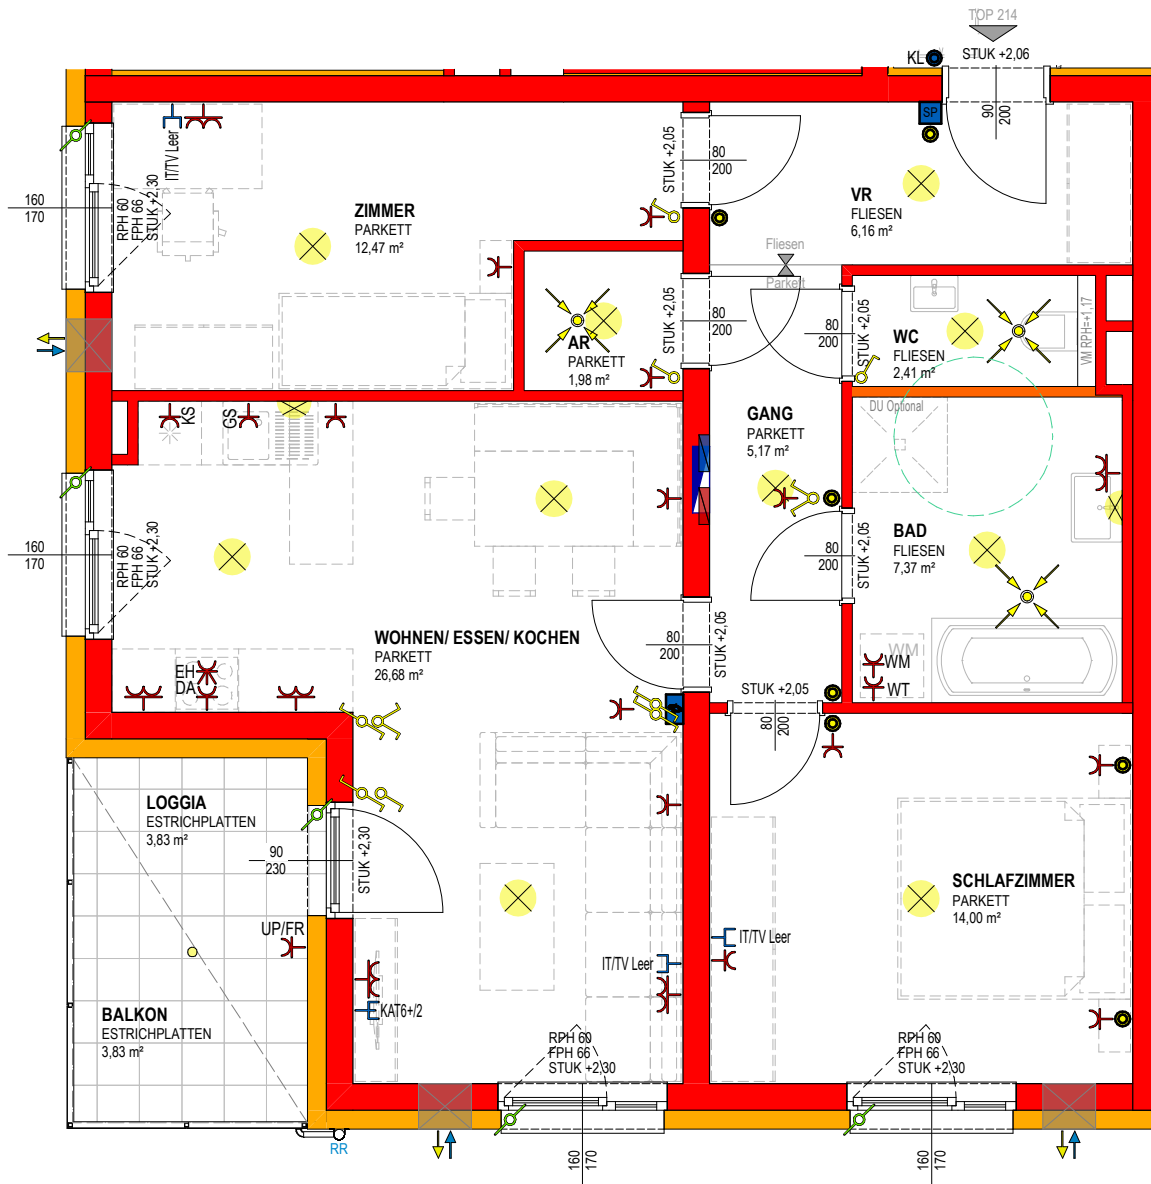 TOP 214
KL
STUK +2,06
90
200
SP
IT/TV Leer
160
170
RPH 60
FPH 66
STUK +2,30
ZIMMER
PARKETT
12,47 m²
STUK +2,05
80
200
VR
FLIESEN
6,16 m²
Fliesen
Parkett
STUK +2,05
80
200
AR
PARKETT
1,98 m²
80
200
STUK +2,05
WC
FLIESEN
2,41 m²
VM RPH=+1,17
KS
GS
GANG
PARKETT
5,17 m²
DU Optional
160
170
RPH 60
FPH 66
STUK +2,30
80
200
STUK +2,05
BAD
FLIESEN
7,37 m²
WOHNEN/ ESSEN/ KOCHEN
PARKETT
26,68 m²
80
200
STUK +2,05
WM
WM
WT
EH
DA
STUK +2,05
80
200
LOGGIA
ESTRICHPLATTEN
3,83 m²
90
230
STUK +2,30
SCHLAFZIMMER
PARKETT
14,00 m²
UP/FR
IT/TV Leer
IT/TV Leer
KAT6+/2
BALKON
ESTRICHPLATTEN
3,83 m²
RPH 60
FPH 66
STUK +2,30
RPH 60
FPH 66
STUK +2,30
RR
160
170
160
170